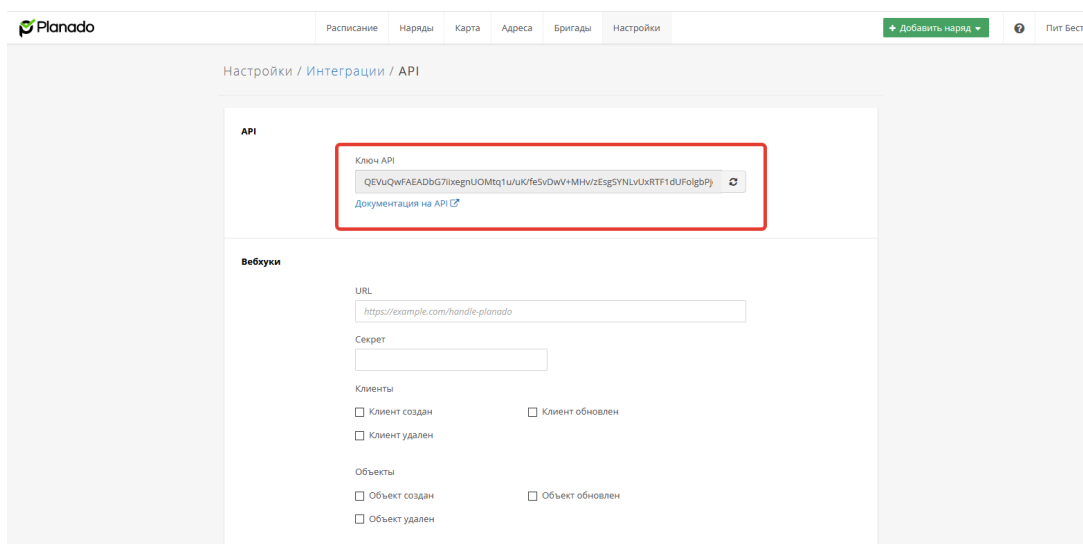 Planado Расписание Наряды Карта Адреса Бригады Настройки + Добавить наряд Пит Бест
Настройки / Интеграции / API
API
Ключ API
QEVuQwFAEADbG7IixegnUOMtq1u/uK/feSvDwV+MHv/zEsgSYNLvUxRTF1dUFolgbPj
Документация на API
Вебхуки
URL
https://example.com/handle-planado
Секрет
Клиенты
Клиент создан Клиент обновлен
Клиент удален
Объекты
Объект создан Объект обновлен
Объект удален